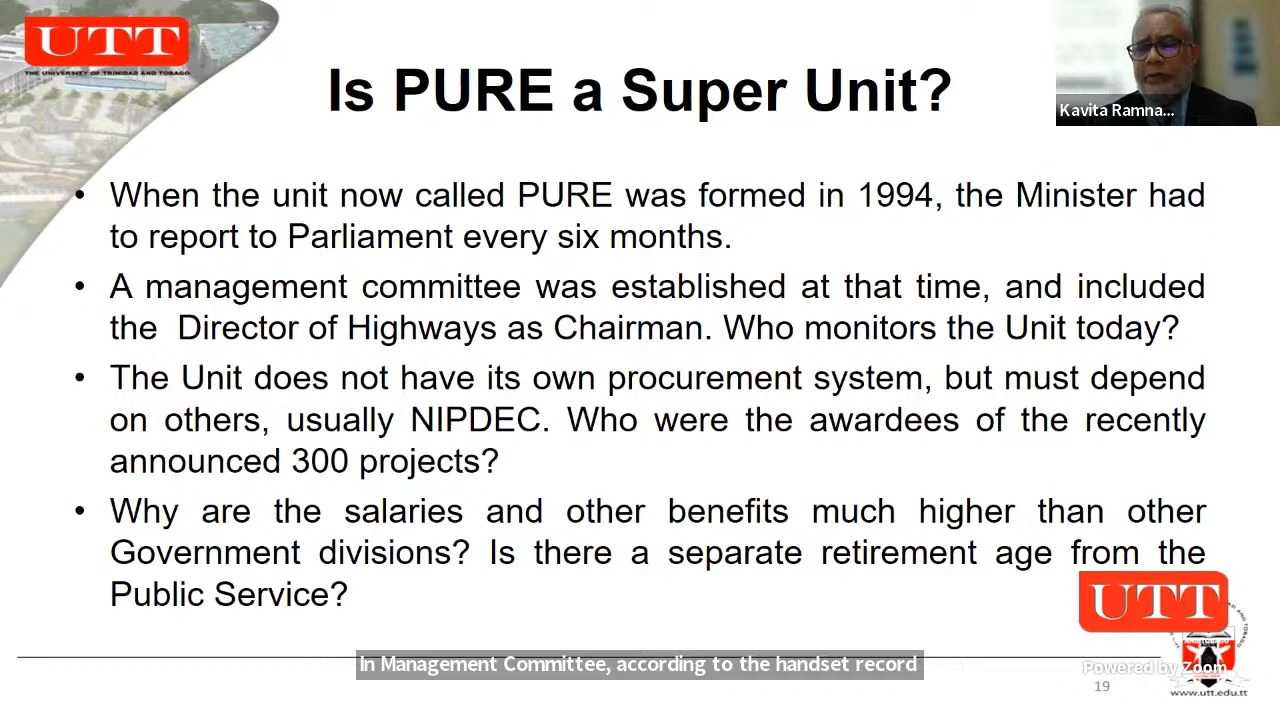 UTT
THE UNIVERSITY OF TRINIDAD AND TOBAGO
Is PURE a Super Unit?
Kavita Ramna...
• When the unit now called PURE was formed in 1994, the Minister had
to report to Parliament every six months.
• A management committee was established at that time, and included
the Director of Highways as Chairman. Who monitors the Unit today?
• The Unit does not have its own procurement system, but must depend
on others, usually NIPDEC. Who were the awardees of the recently
announced 300 projects?
• Why are the salaries and other benefits much higher than other
Government divisions? Is there a separate retirement age from the
Public Service?
UTT
In Management Committee, according to the handset record
Powered by Zoom
19
www.utt.edu.tt